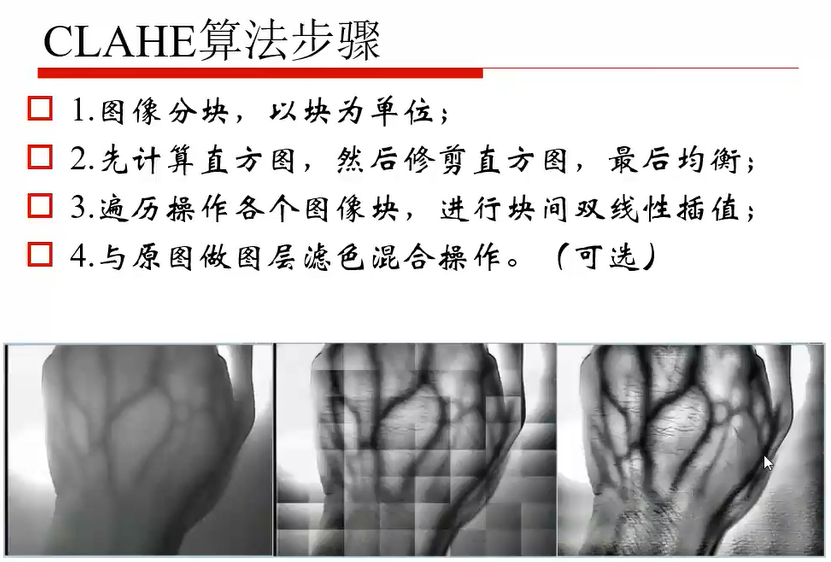 CLAHE算法步骤
1.图像分块，以块为单位；
2.先计算直方图，然后修剪直方图，最后均衡；
3.遍历操作各个图像块，进行块间双线性插值；
4.与原图做图层滤色混合操作。（可选）